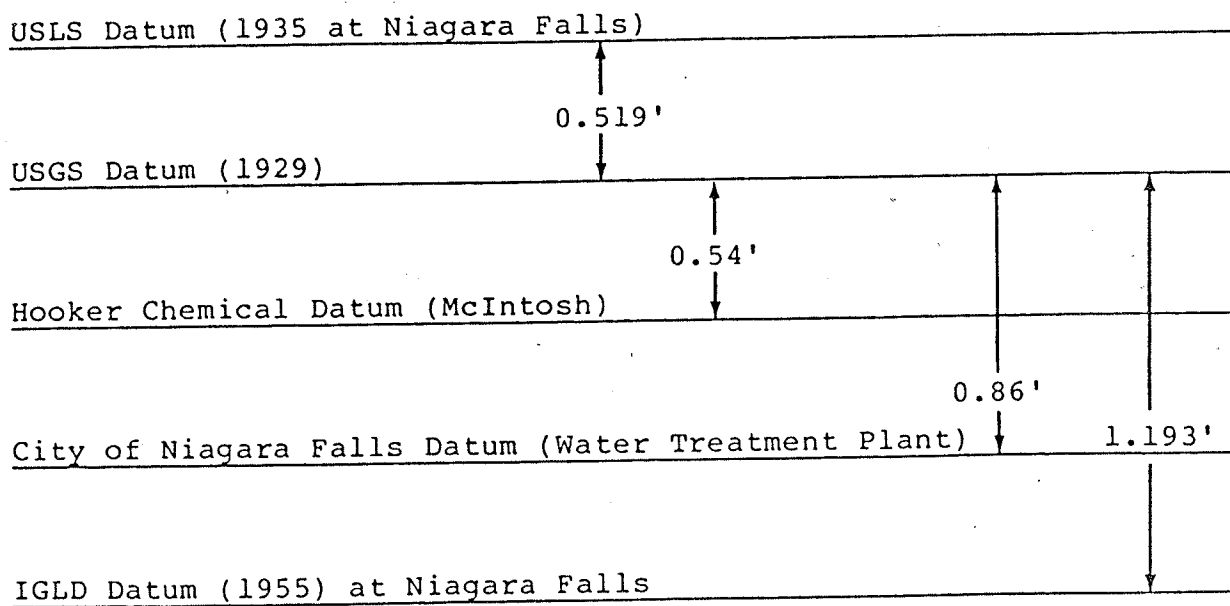 USLS Datum (1935 at Niagara Falls)
0.519'
USGS Datum (1929)
0.54'
Hooker Chemical Datum (McIntosh)
0.86'
City of Niagara Falls Datum (Water Treatment Plant)
1.193'
IGLD Datum (1955) at Niagara Falls